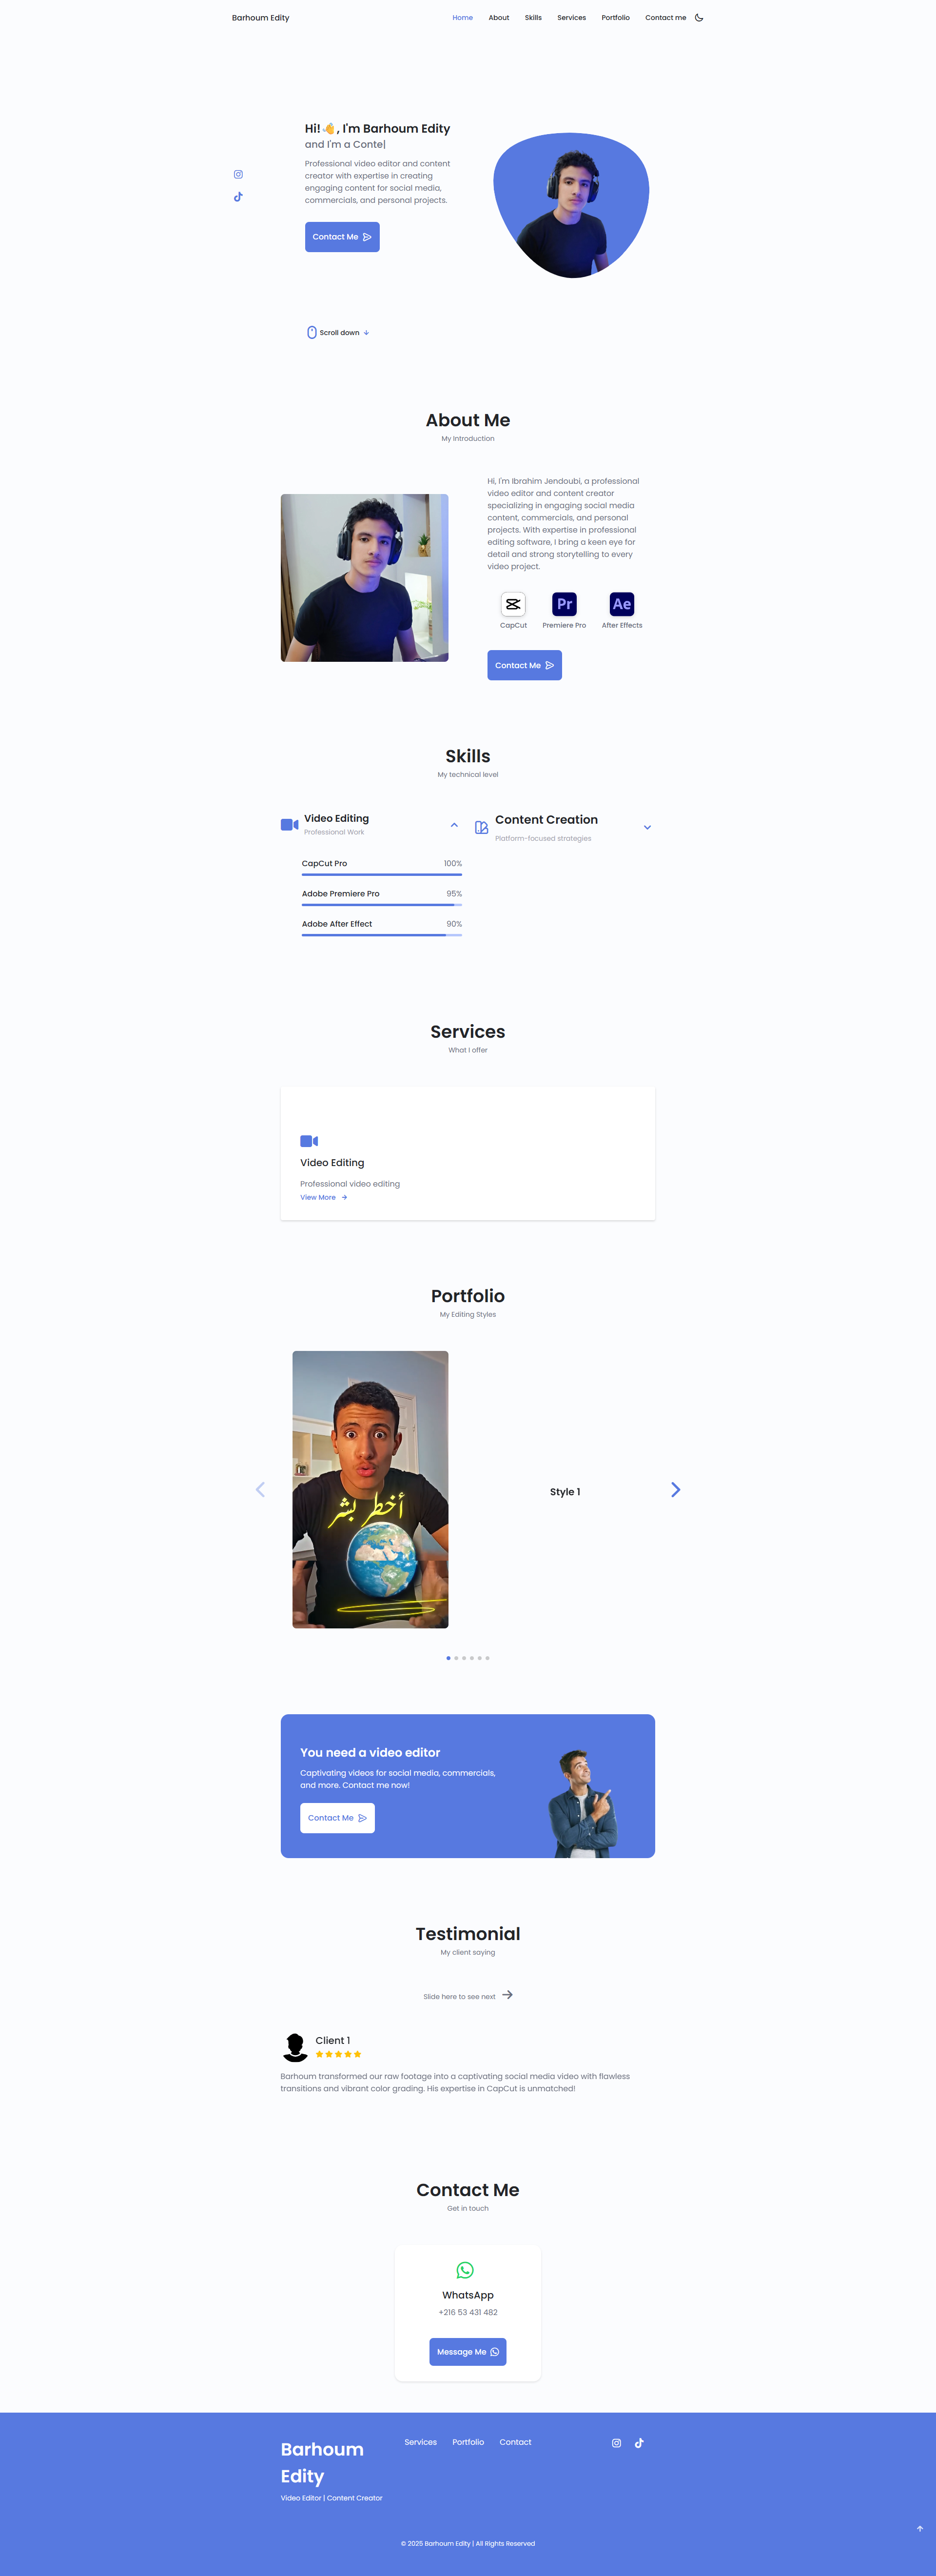 Barhoum Edity
Home
About
Skills
Services
Portfolio
Contact me
Hi!👋, I'm Barhoum Edity
and I'm a Conte|
Professional video editor and content
creator with expertise in creating
engaging content for social media,
commercials, and personal projects.
Contact Me
Scroll down
About Me
My Introduction
Hi, I'm Ibrahim Jendoubi, a professional
video editor and content creator
specializing in engaging social media
content, commercials, and personal
projects. With expertise in professional
editing software, I bring a keen eye for
detail and strong storytelling to every
video project.
Pr
Ae
CapCut
Premiere Pro
After Effects
Contact Me
Skills
My technical level
Video Editing
Professional Work
CapCut Pro
100%
Adobe Premiere Pro
95%
Adobe After Effect
90%
Content Creation
Platform-focused strategies
Services
What I offer
Video Editing
Professional video editing
View More
Portfolio
My Editing Styles
أخطر بشر
Style 1
You need a video editor
Captivating videos for social media, commercials,
and more. Contact me now!
Contact Me
Testimonial
My client saying
Slide here to see next
Client 1
Barhoum transformed our raw footage into a captivating social media video with flawless
transitions and vibrant color grading. His expertise in CapCut is unmatched!
Contact Me
Get in touch
WhatsApp
+216 53 431 482
Message Me
Barhoum
Edity
Video Editor | Content Creator
Services
Portfolio
Contact
© 2025 Barhoum Edity | All Rights Reserved